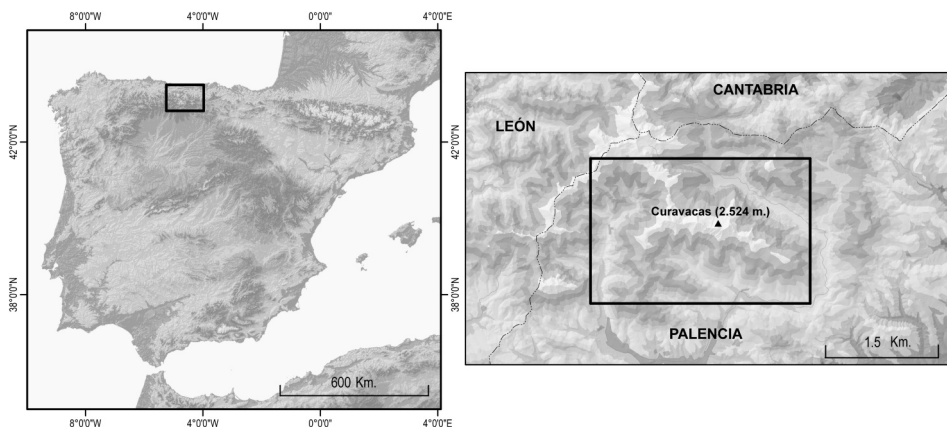 8°0'0"W 4°0'0"W 0°0'0" 4°0'0"E
42°0'0"N
38°0'0"N
42°0'0"N
38°0'0"N
600 Km.
8°0'0"W 4°0'0"W 0°0'0" 4°0'0"E
CANTABRIA
LEÓN
Curavacas (2.524 m.)
PALENCIA
1.5 Km.